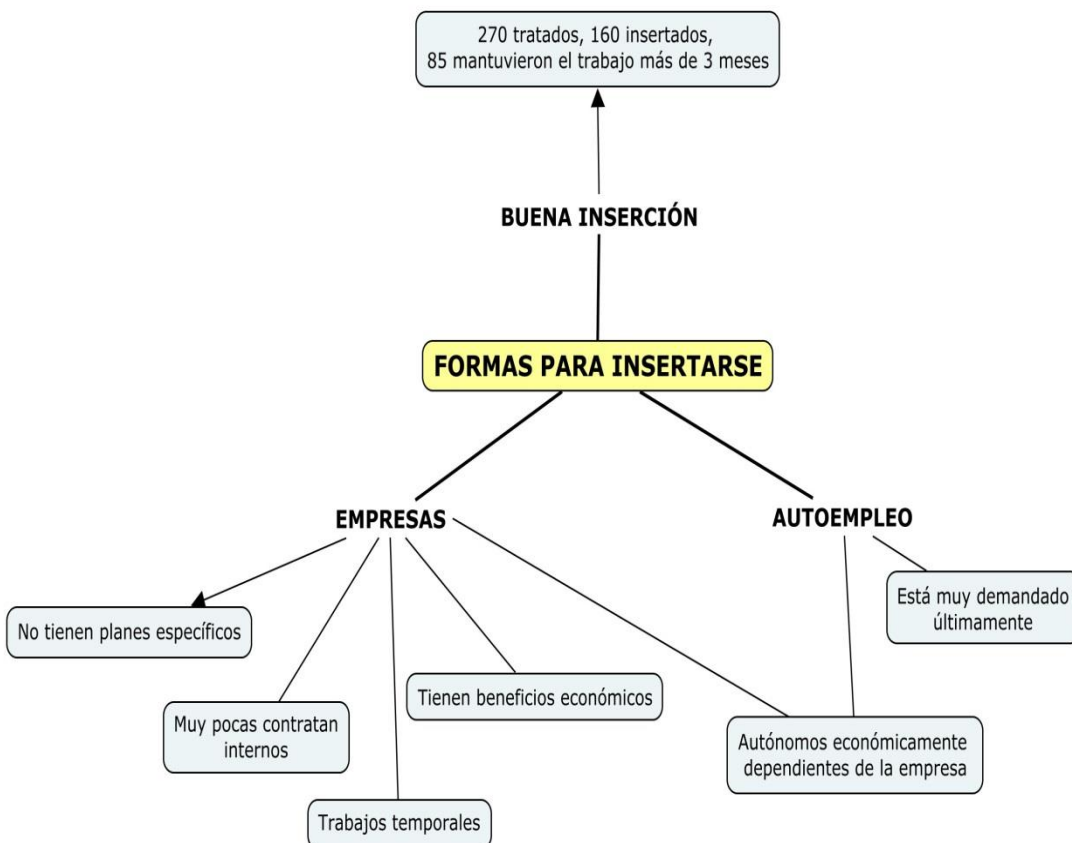 270 tratados, 160 insertados,
85 mantuvieron el trabajo más de 3 meses
BUENA INSERCIÓN
FORMAS PARA INSERTARSE
EMPRESAS
AUTOEMPLEO
No tienen planes específicos
Muy pocas contratan
internos
Trabajos temporales
Tienen beneficios económicos
Autónomos económicamente
dependientes de la empresa
Está muy demandado
últimamente